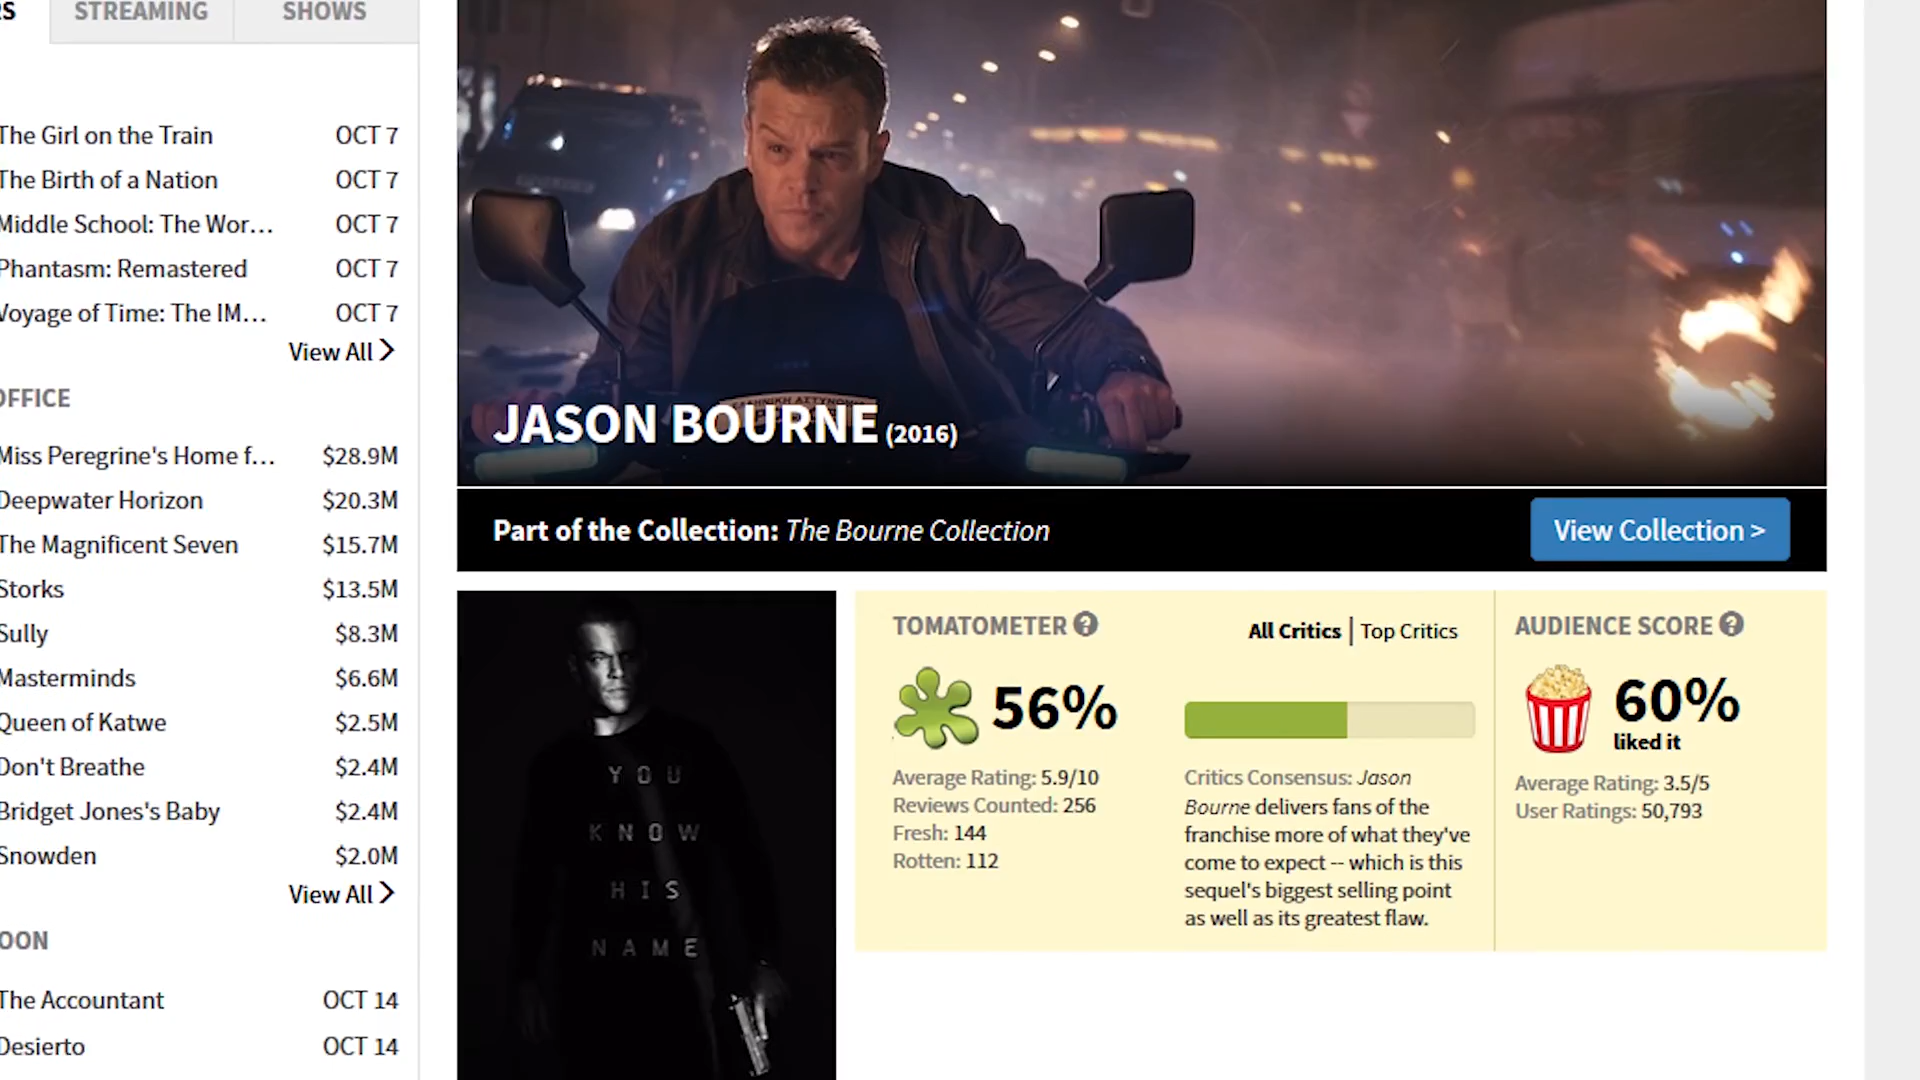 RS
STREAMING
SHOWS
The Girl on the Train OCT 7
The Birth of a Nation OCT 7
Middle School: The Wor... OCT 7
Phantasm: Remastered OCT 7
Voyage of Time: The IM... OCT 7
View All
OFFICE
Miss Peregrine's Home f... $28.9M
Deepwater Horizon $20.3M
The Magnificent Seven $15.7M
Storks $13.5M
Sully $8.3M
Masterminds $6.6M
Queen of Katwe $2.5M
Don't Breathe $2.4M
Bridget Jones's Baby $2.4M
Snowden $2.0M
View All
OON
The Accountant OCT 14
Desierto OCT 14
JASON BOURNE (2016)
Part of the Collection: The Bourne Collection
View Collection >
YOU
KNOW
HIS
NAME
TOMATOMETER ?
All Critics | Top Critics
56%
Average Rating: 5.9/10
Reviews Counted: 256
Fresh: 144
Rotten: 112
Critics Consensus: Jason
Bourne delivers fans of the
franchise more of what they've
come to expect -- which is this
sequel's biggest selling point
as well as its greatest flaw.
AUDIENCE SCORE ?
60%
liked it
Average Rating: 3.5/5
User Ratings: 50,793